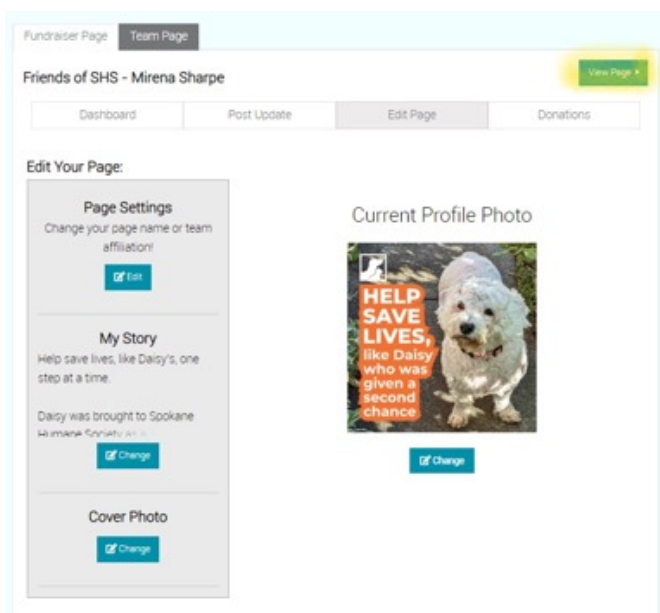 Fundraiser Page Team Page
Friends of SHS - Mirena Sharpe
View Page
Dashboard Post Update Edit Page Donations
Edit Your Page:
Page Settings
Change your page name or team
affiliation!
Edit
My Story
Help save lives, like Daisy's, one
step at a time.
Daisy was brought to Spokane
Humane Society as
Change
Cover Photo
Change
Current Profile Photo
HELP
SAVE
LIVES,
like Daisy
who was
given a
second
chance
Change